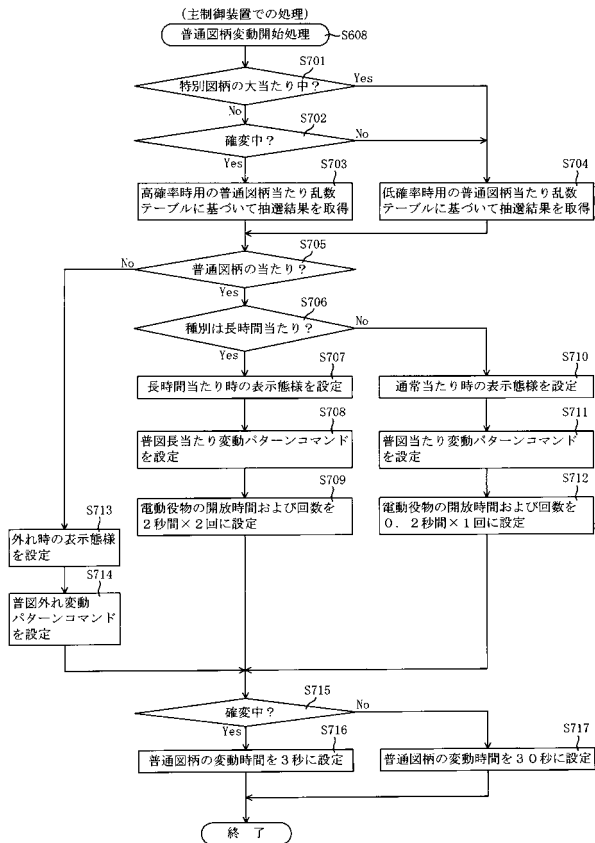 (主制御装置での処理)
普通図柄変動開始処理
S608
S701
特別図柄の大当たり中？
Yes
No
S702
確変中？
No
Yes
S703
高確率時用の普通図柄当たり乱数
テーブルに基づいて抽選結果を取得
S704
低確率時用の普通図柄当たり乱数
テーブルに基づいて抽選結果を取得
S705
普通図柄の当たり？
No
Yes
S706
種別は長時間当たり？
No
Yes
S707
長時間当たり時の表示態様を設定
S710
通常当たり時の表示態様を設定
S708
普図長当たり変動パターンコマンド
を設定
S711
普図当たり変動パターンコマンド
を設定
S709
電動役物の開放時間および回数を
２秒間×２回に設定
S712
電動役物の開放時間および回数を
０．２秒間×１回に設定
S713
外れ時の表示態様
を設定
S714
普図外れ変動
パターンコマンド
を設定
S715
確変中？
No
Yes
S716
普通図柄の変動時間を３秒に設定
S717
普通図柄の変動時間を３０秒に設定
終 了